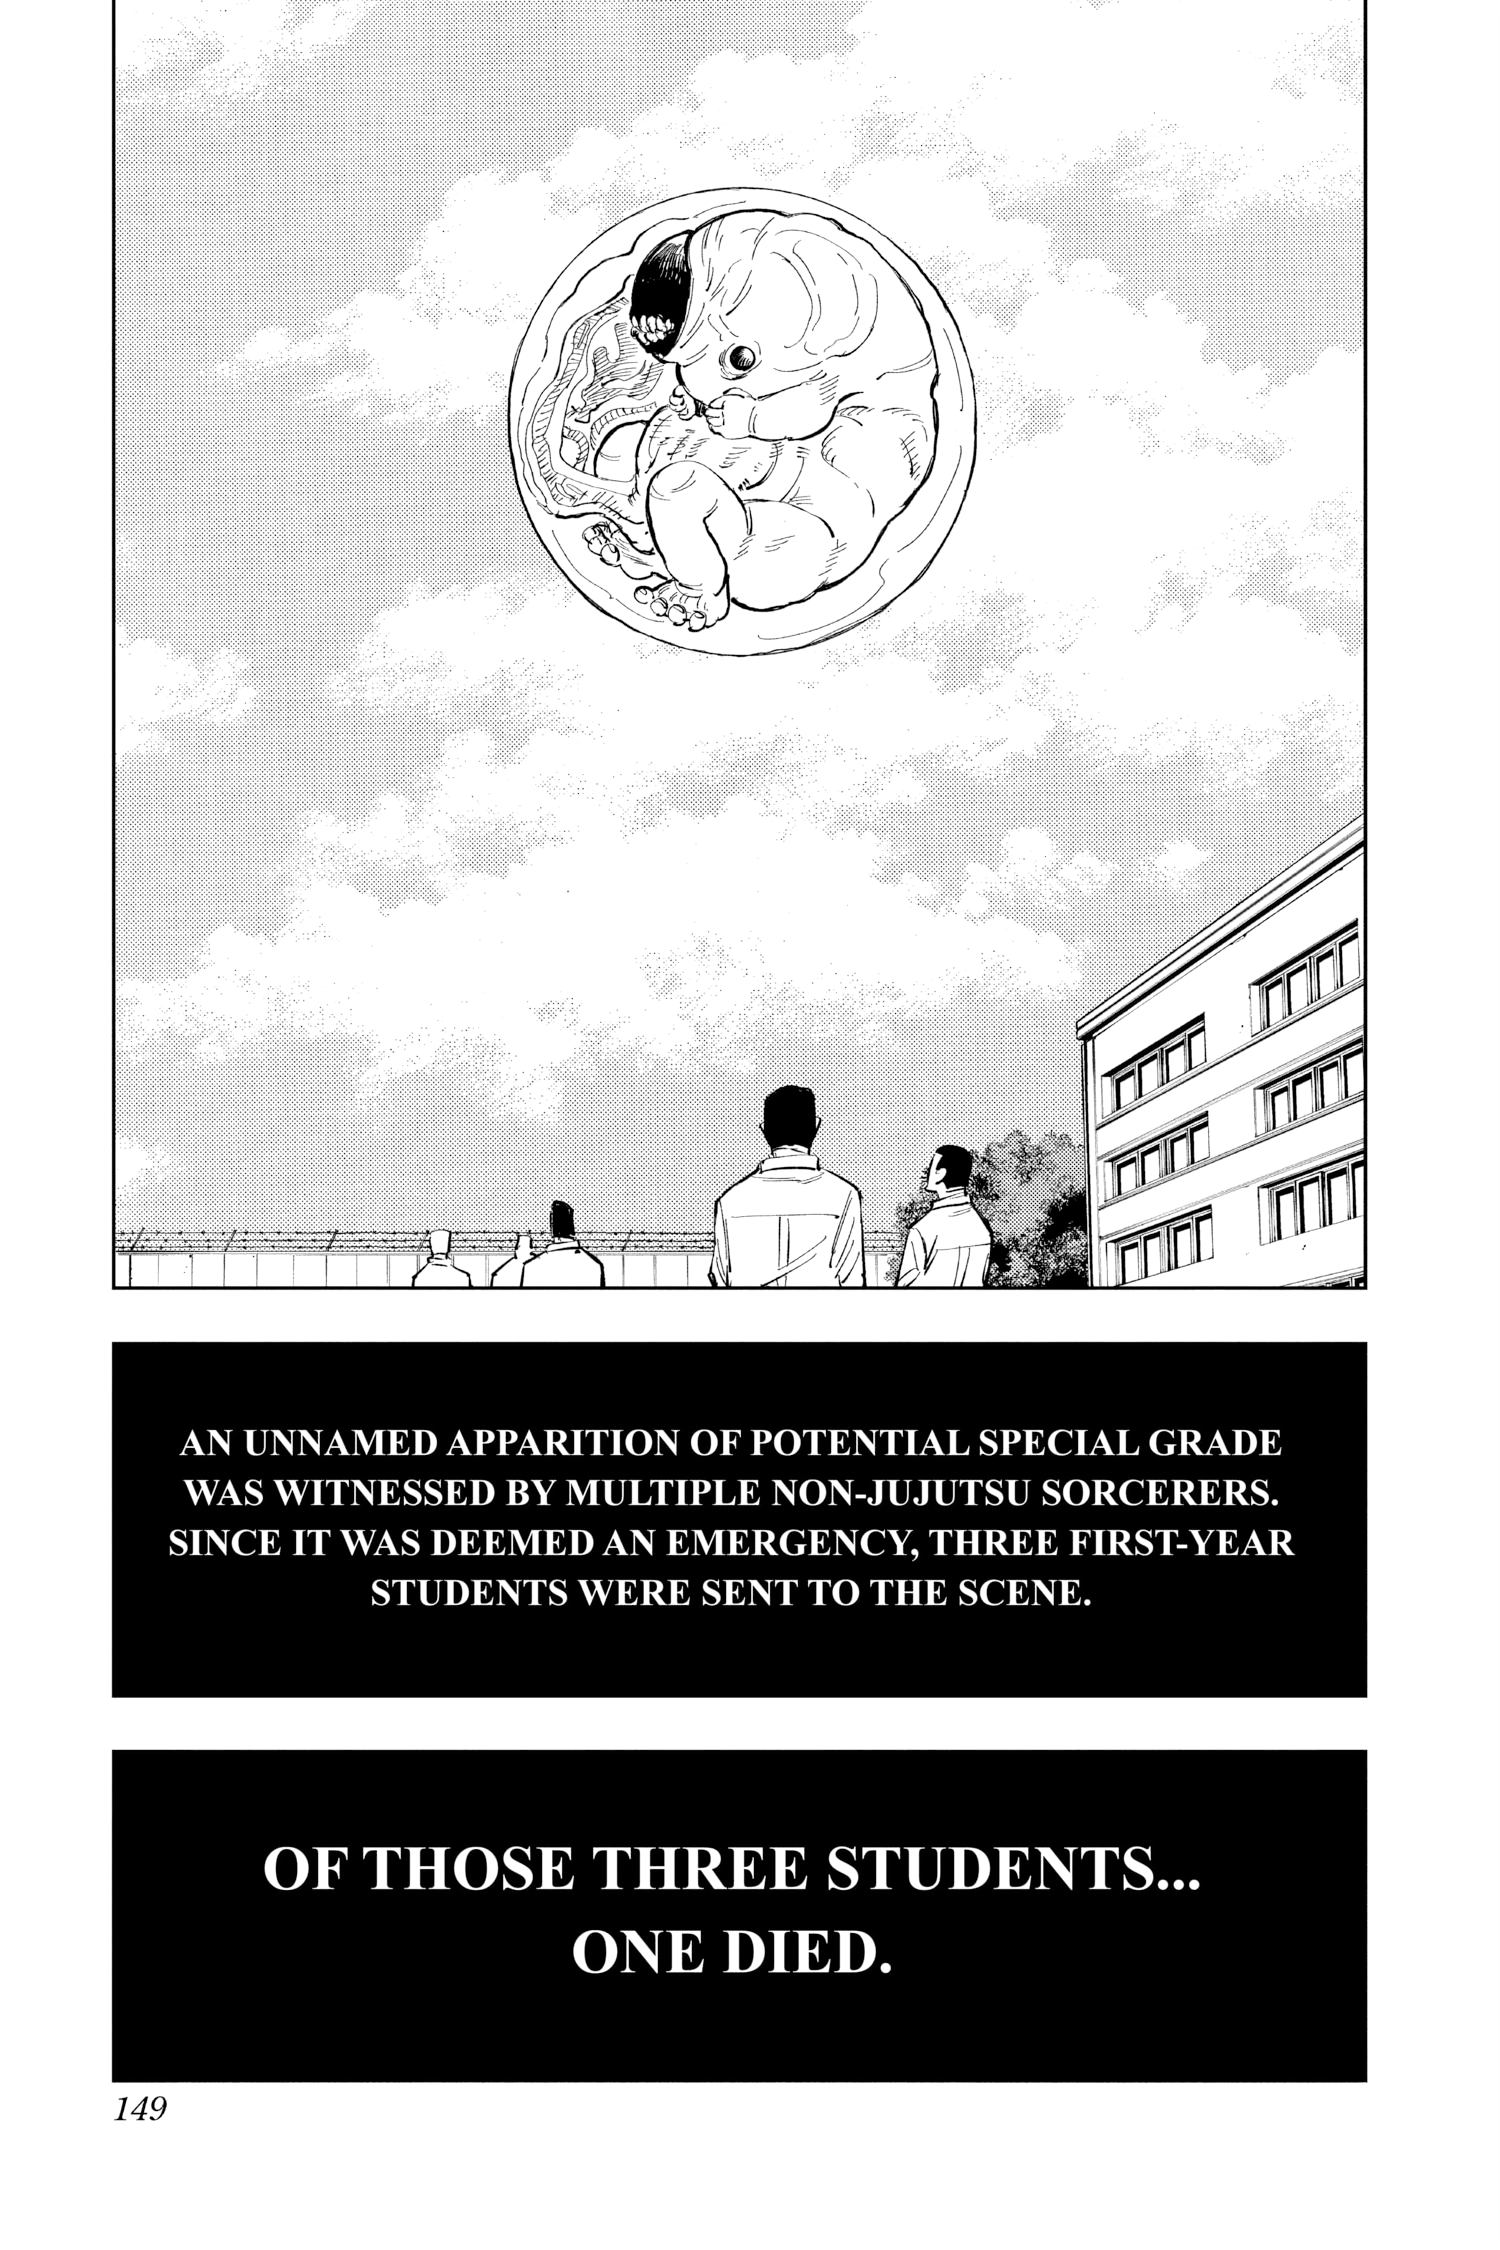 AN UNNAMED APPARITION OF POTENTIAL SPECIAL GRADE
WAS WITNESSED BY MULTIPLE NON-JUJUTSU SORCERERS.
SINCE IT WAS DEEMED AN EMERGENCY, THREE FIRST-YEAR
STUDENTS WERE SENT TO THE SCENE.
OF THOSE THREE STUDENTS...
ONE DIED.
149